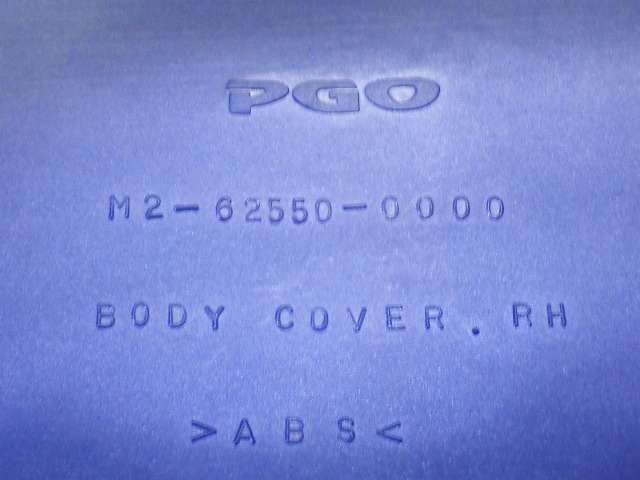 PGO
M2-62550-0000
BODY COVER.RH
>ABS<